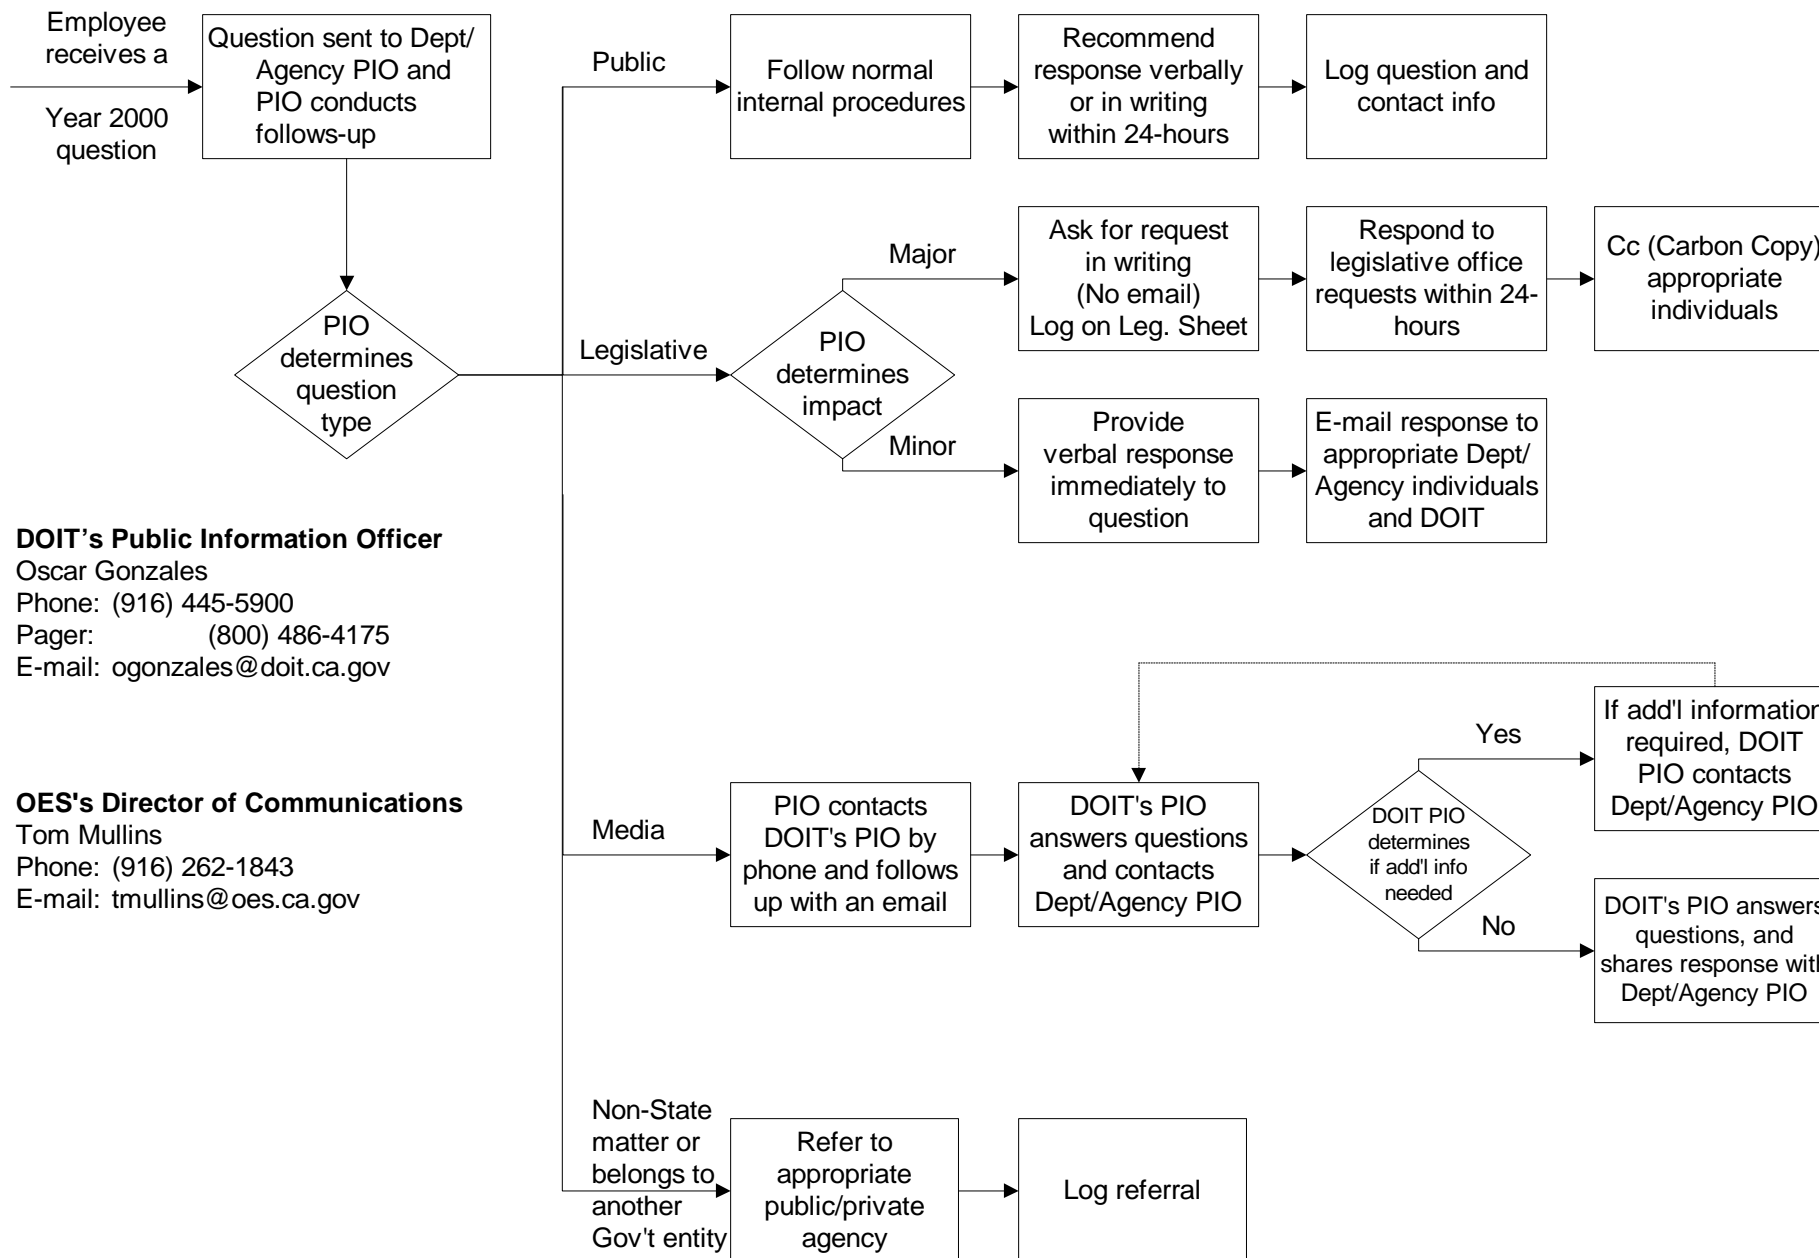 Employee
receives a
Year 2000
question
Question sent to Dept/
Agency PIO and
PIO conducts
follows-up
PIO
determines
question
type
Public
Follow normal
internal procedures
Recommend
response verbally
or in writing
within 24-hours
Log question and
contact info
Legislative
PIO
determines
impact
Major
Ask for request
in writing
(No email)
Log on Leg. Sheet
Respond to
legislative office
requests within 24-
hours
Cc (Carbon Copy)
appropriate
individuals
Minor
Provide
verbal response
immediately to
question
E-mail response to
appropriate Dept/
Agency individuals
and DOIT
DOIT’s Public Information Officer
Oscar Gonzales
Phone: (916) 445-5900
Pager: (800) 486-4175
E-mail: ogonzales@doit.ca.gov
OES's Director of Communications
Tom Mullins
Phone: (916) 262-1843
E-mail: tmullins@oes.ca.gov
Media
PIO contacts
DOIT's PIO by
phone and follows
up with an email
DOIT's PIO
answers questions
and contacts
Dept/Agency PIO
DOIT PIO
determines
if add'l info
needed
Yes
If add'l information
required, DOIT
PIO contacts
Dept/Agency PIO
No
DOIT's PIO answers
questions, and
shares response with
Dept/Agency PIO
Non-State
matter or
belongs to
another
Gov't entity
Refer to
appropriate
public/private
agency
Log referral